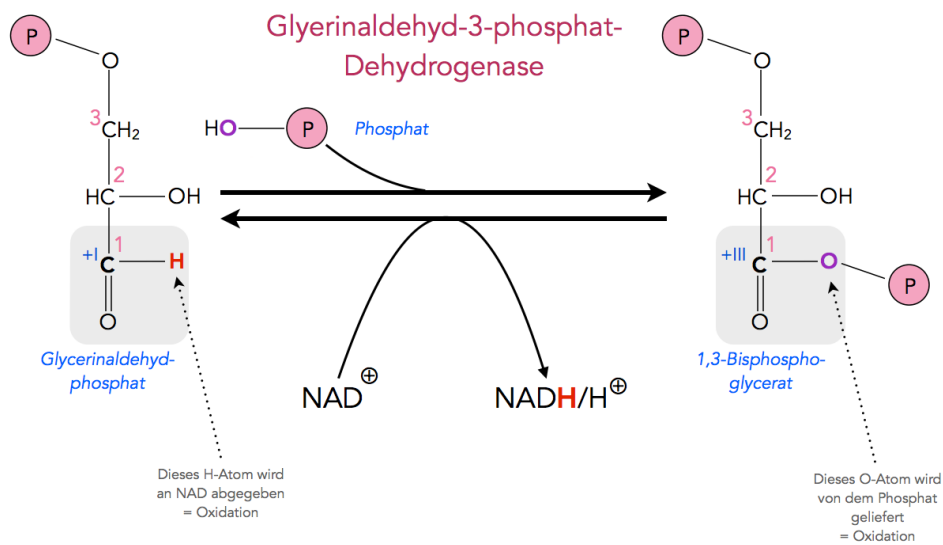 Glyerinaldehyd-3-phosphat-
Dehydrogenase
P
O
3
CH₂
2
HC
OH
+I
1
C
H
O
Glycerinaldehyd-
phosphat
Dieses H-Atom wird
an NAD abgegeben
= Oxidation
HO
P
Phosphat
NAD⊕
NADH/H⊕
P
O
3
CH₂
2
HC
OH
+III
1
C
O
P
O
1,3-Bisphospho-
glycerat
Dieses O-Atom wird
von dem Phosphat
geliefert
= Oxidation